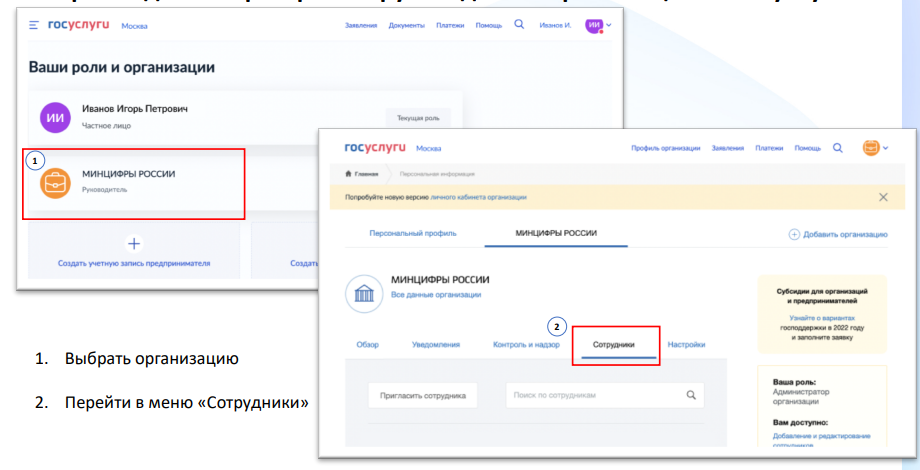 госуслуги Москва Заявления Документы Платежи Помощь Иванов И. ИИ
Ваши роли и организации
ИИ
Иванов Игорь Петрович
Частное лицо
Текущая роль
1
МИНЦИФРЫ РОССИИ
Руководитель
Создать учетную запись предпринимателя
госуслуги Москва Профиль организации Заявления Платежи Помощь
Главная Персональная информация
Попробуйте новую версию личного кабинета организации
Персональный профиль МИНЦИФРЫ РОССИИ Добавить организацию
МИНЦИФРЫ РОССИИ
Все данные организации
2
Обзор Уведомления Контроль и надзор Сотрудники Настройки
Пригласить сотрудника Поиск по сотрудникам
Субсидии для организаций
и предпринимателей
Узнайте о вариантах
господдержки в 2022 году
и заполните заявку
Ваша роль:
Администратор
организации
Вам доступно:
Добавление и редактирование
сотрудников
1. Выбрать организацию
2. Перейти в меню «Сотрудники»